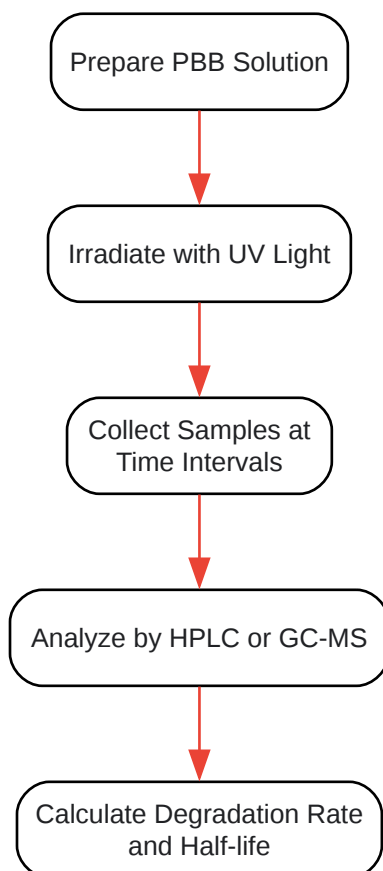 Prepare PBB Solution
Irradiate with UV Light
Collect Samples at
Time Intervals
Analyze by HPLC or GC-MS
Calculate Degradation Rate
and Half-life